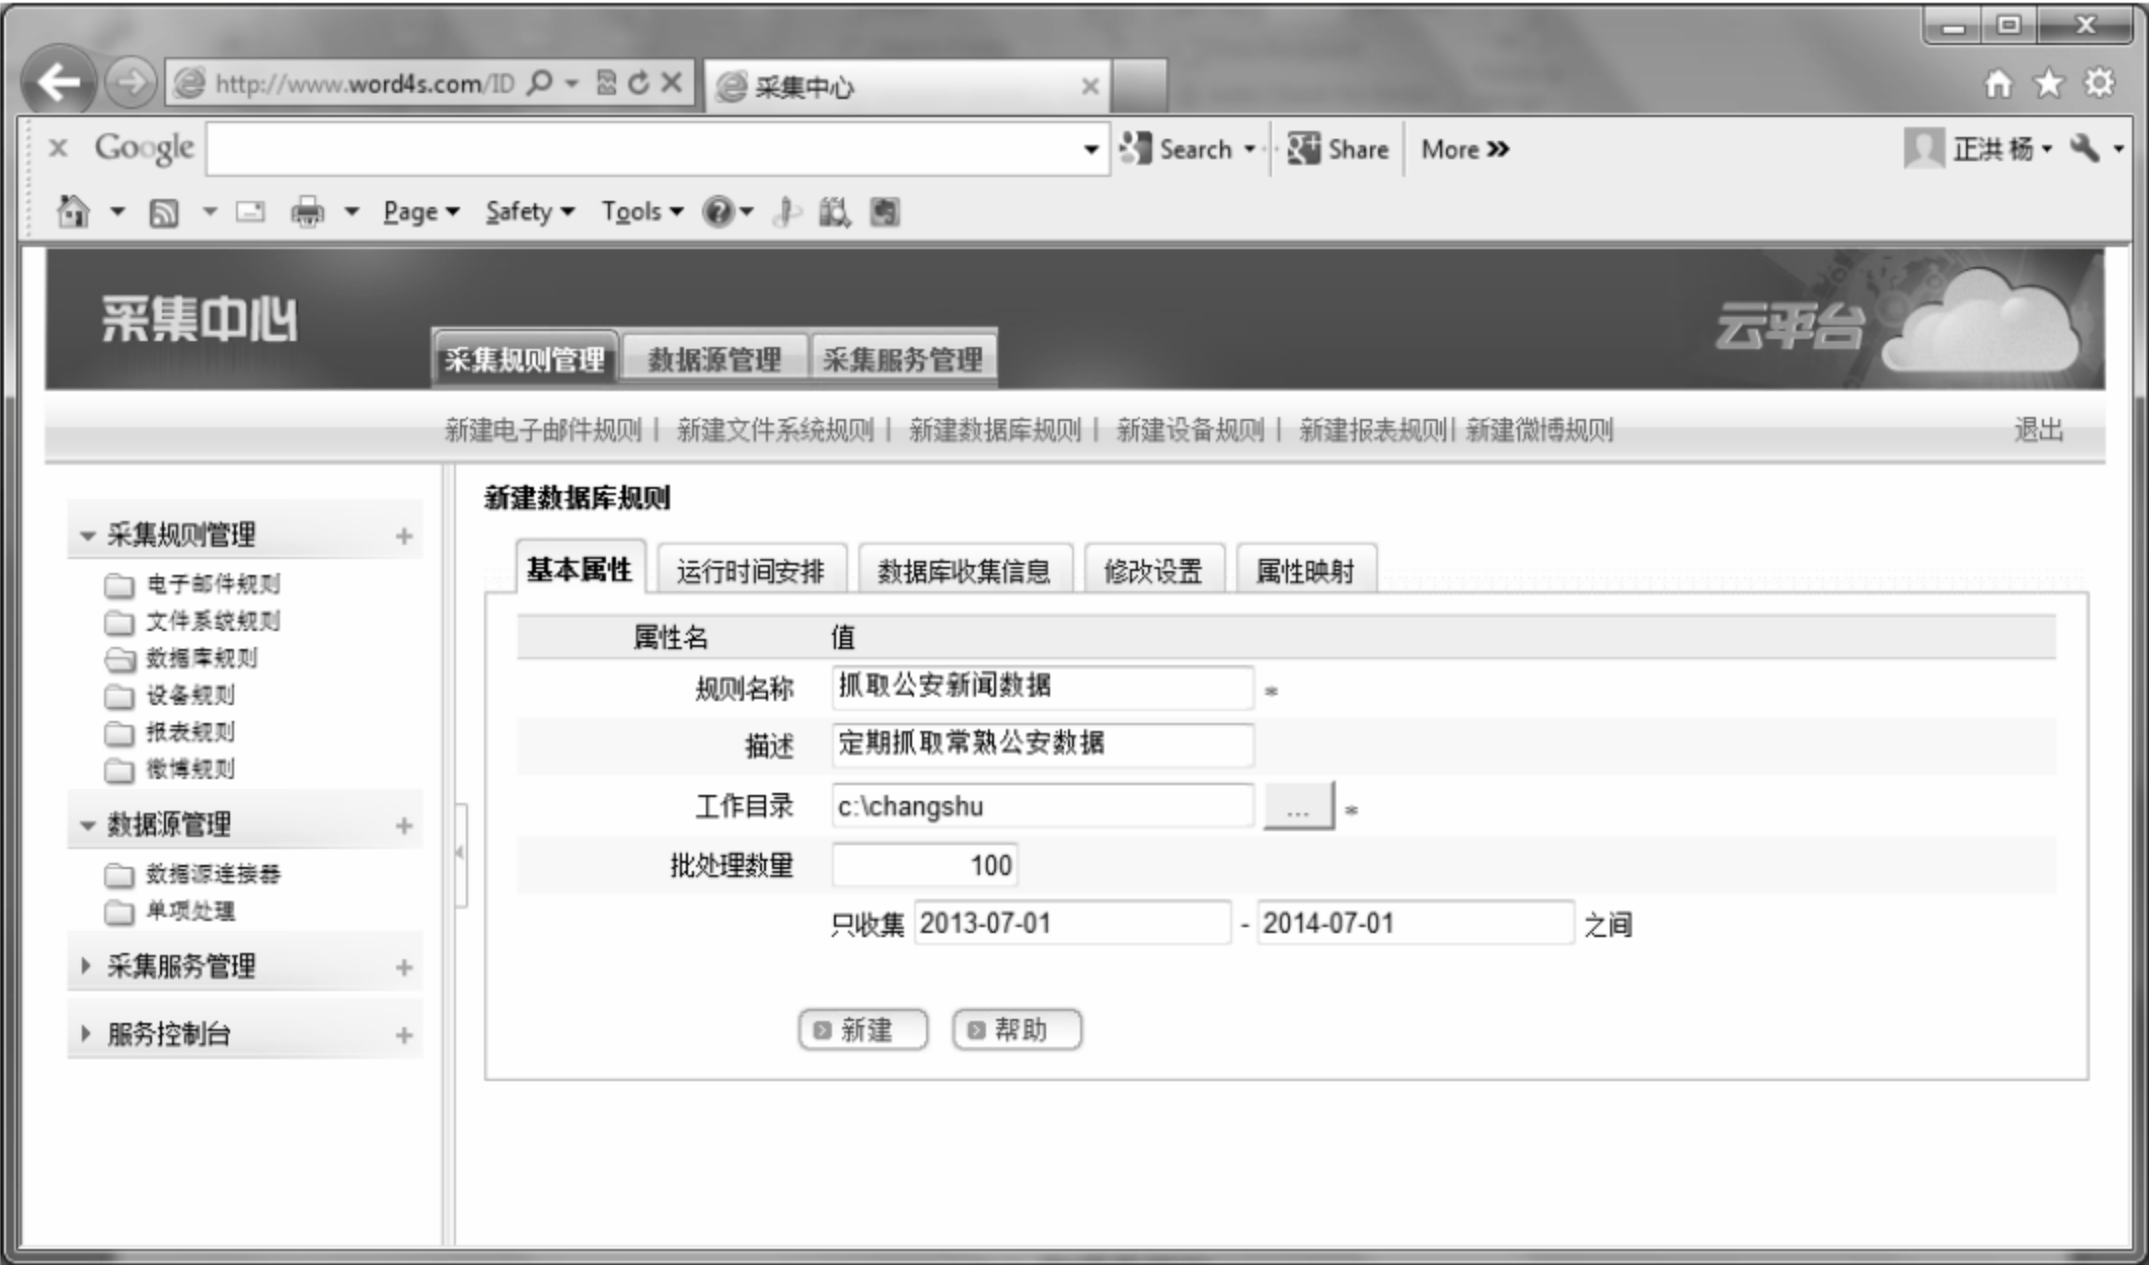 http://www.word4s.com/ID
采集中心
Google
Search
Share
More
正洪 杨
Page
Safety
Tools
采集中心
云平台
采集规则管理 数据源管理 采集服务管理
新建电子邮件规则 | 新建文件系统规则 | 新建数据库规则 | 新建设备规则 | 新建报表规则| 新建微博规则
退出
采集规则管理
电子邮件规则
文件系统规则
数据库规则
设备规则
报表规则
微博规则
数据源管理
数据源连接器
单项处理
采集服务管理
服务控制台
新建数据库规则
基本属性 运行时间安排 数据库收集信息 修改设置 属性映射
属性名 值
规则名称 抓取公安新闻数据 *
描述 定期抓取常熟公安数据
工作目录 c:\changshu ... *
批处理数量 100
只收集 2013-07-01 - 2014-07-01 之间
新建 帮助